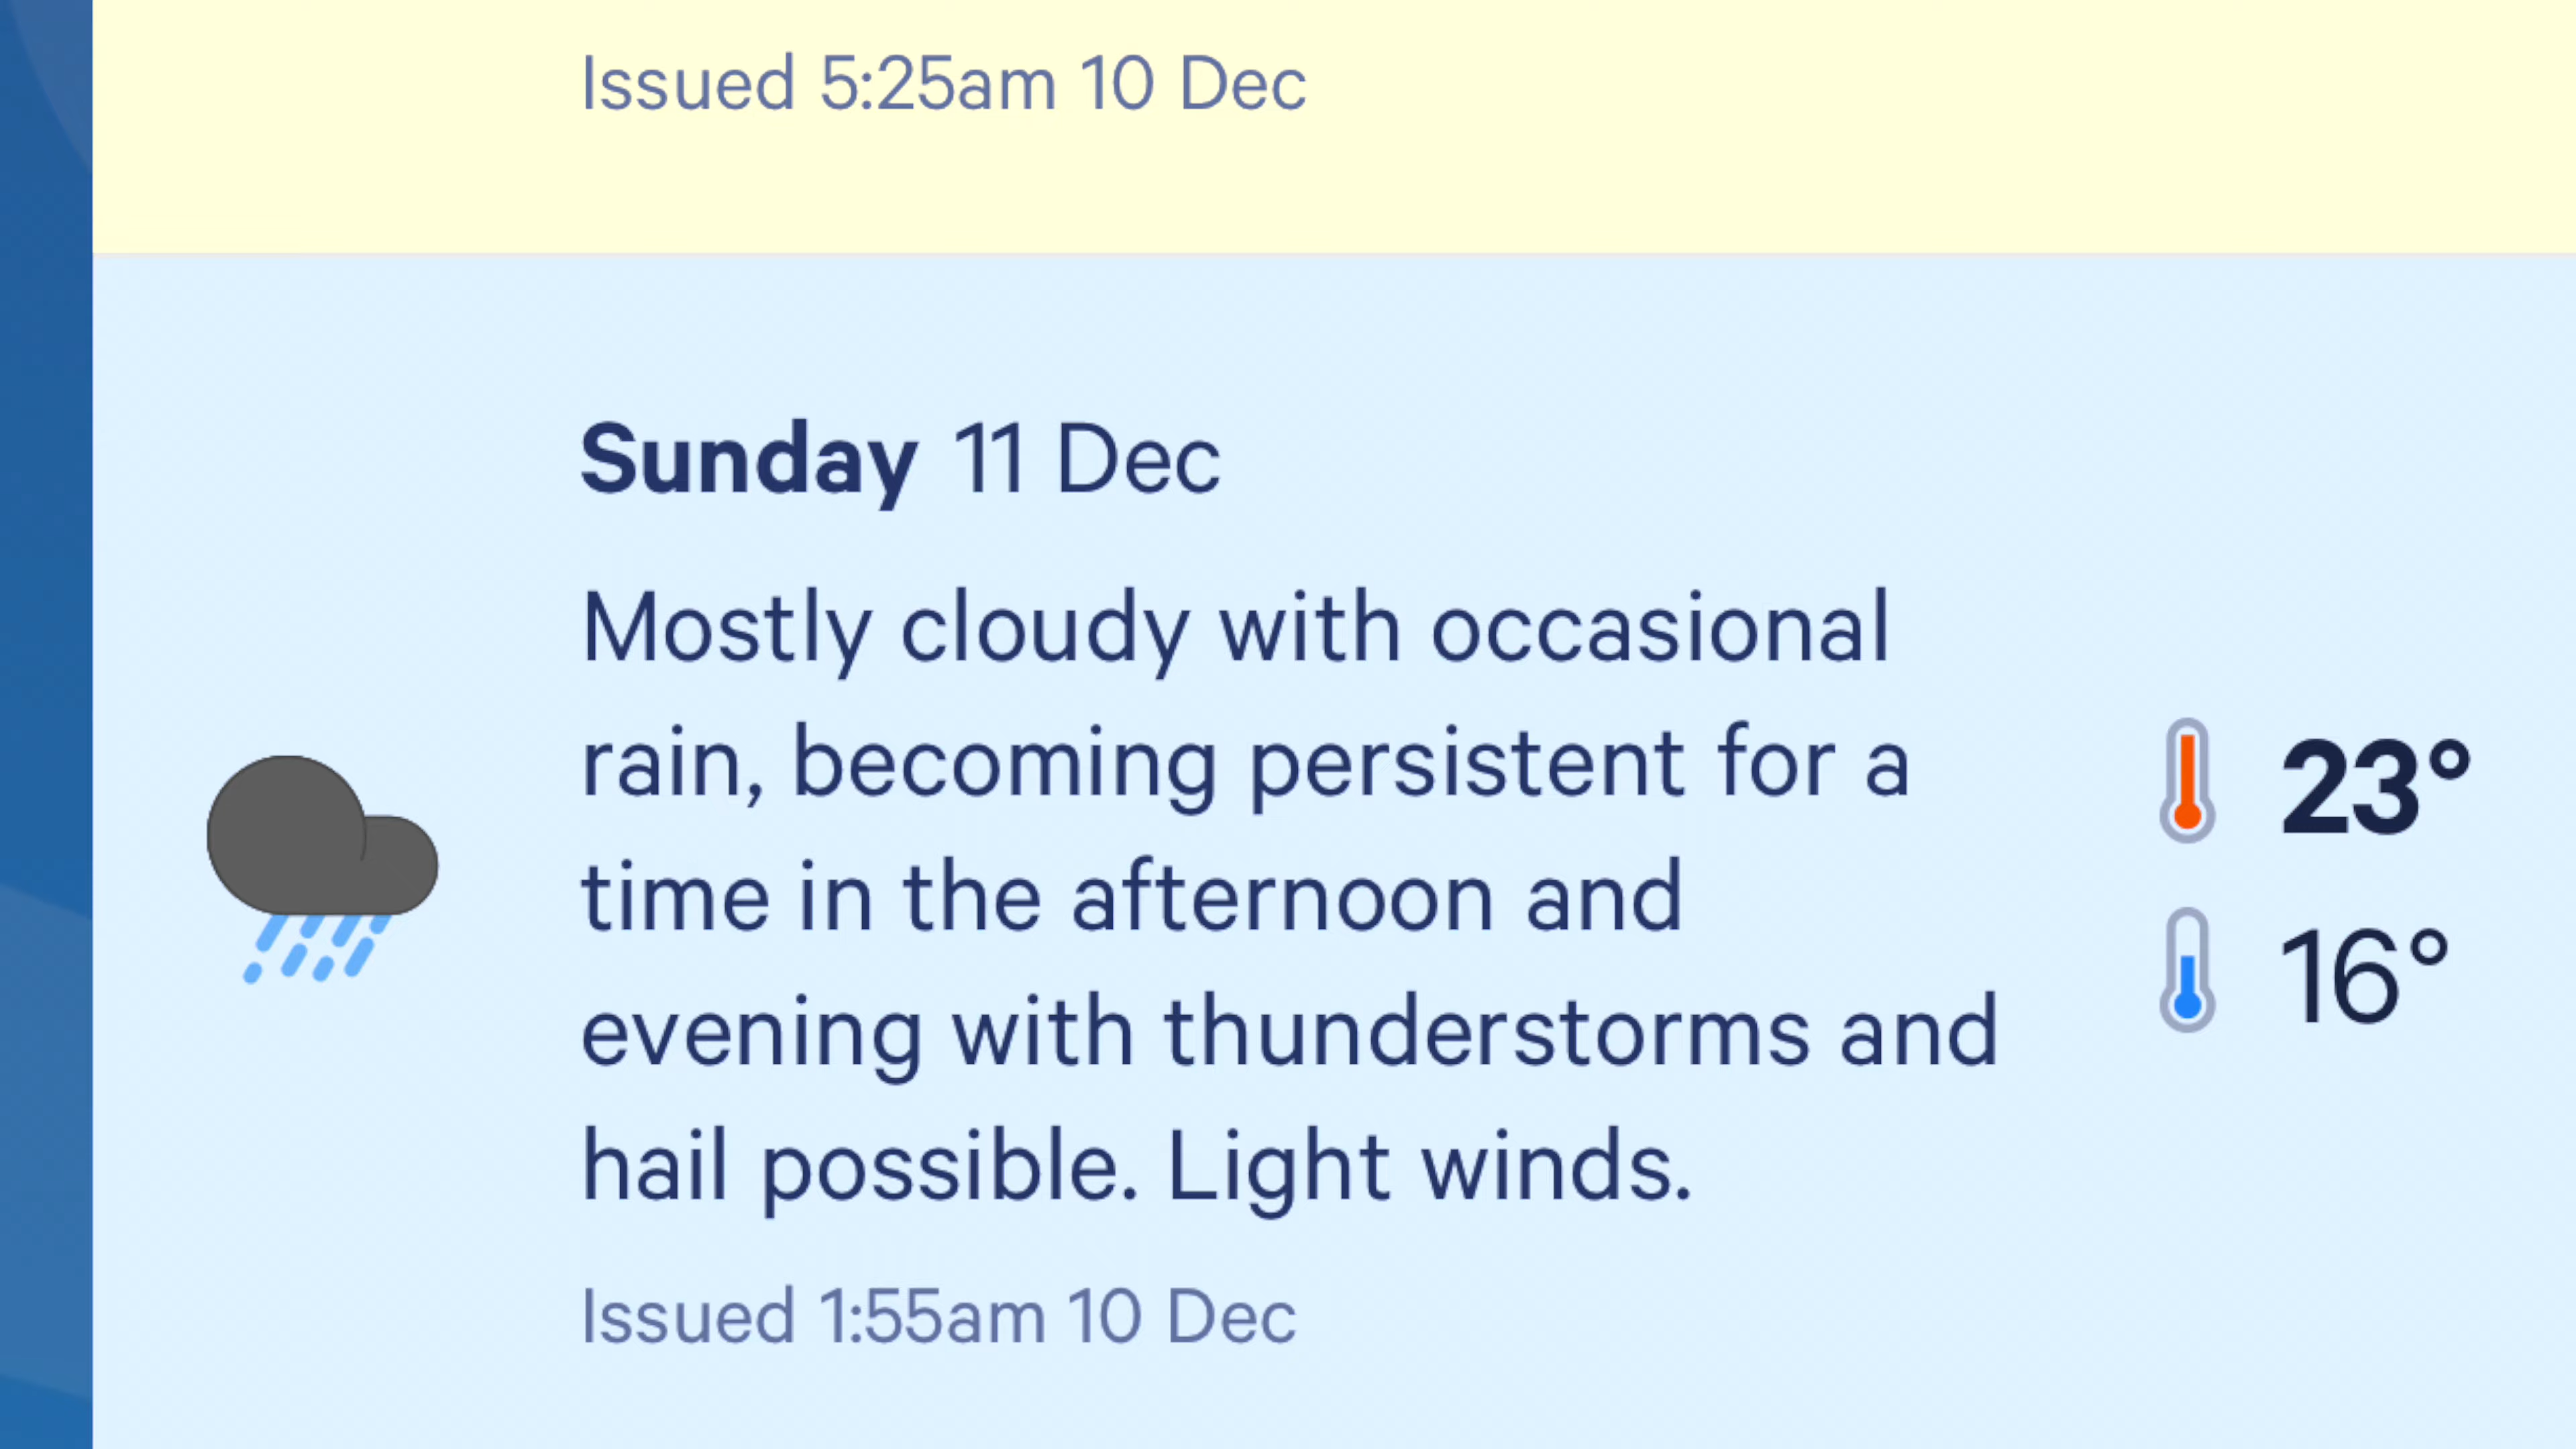 Issued 5:25am 10 Dec
Sunday 11 Dec
Mostly cloudy with occasional
rain, becoming persistent for a
time in the afternoon and
evening with thunderstorms and
hail possible. Light winds.
23°
16°
Issued 1:55am 10 Dec